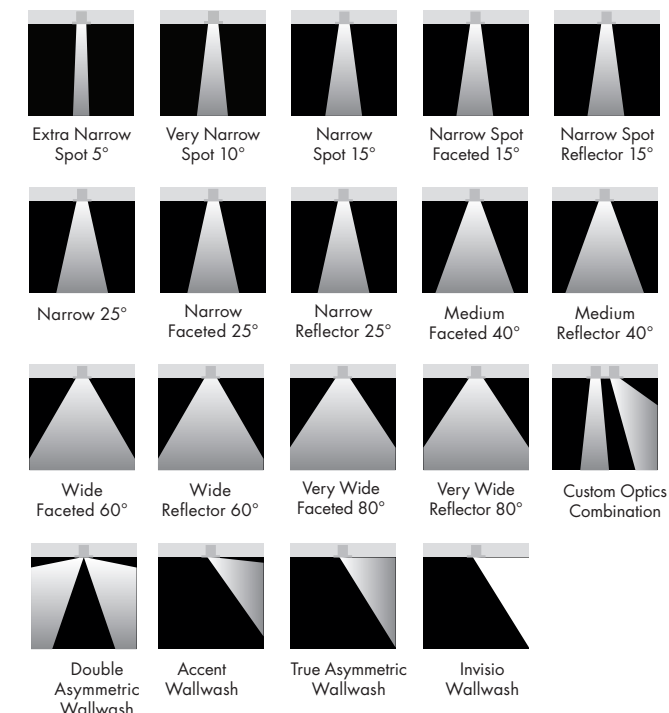 Extra Narrow
Spot 5°
Very Narrow
Spot 10°
Narrow
Spot 15°
Narrow Spot
Faceted 15°
Narrow Spot
Reflector 15°
Narrow 25°
Narrow
Faceted 25°
Narrow
Reflector 25°
Medium
Faceted 40°
Medium
Reflector 40°
Wide
Faceted 60°
Wide
Reflector 60°
Very Wide
Faceted 80°
Very Wide
Reflector 80°
Custom Optics
Combination
Double
Asymmetric
Wallwash
Accent
Wallwash
True Asymmetric
Wallwash
Invisio
Wallwash